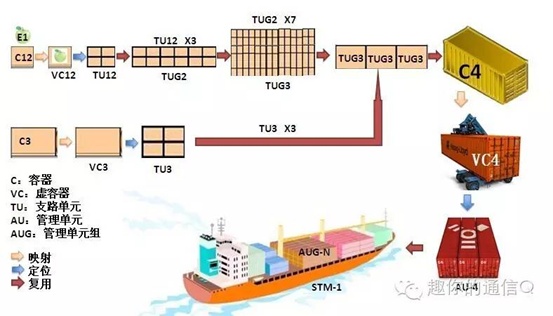 E1
C12
VC12
TU12
TU12 X3
TUG2
TUG2 X7
TUG3
TUG3 TUG3 TUG3
C4
C3
VC3
TU3
TU3 X3
VC4
C：容器
VC：虚容器
TU：支路单元
AU：管理单元
AUG：管理单元组
映射
定位
复用
AUG-N
STM-1
AU-4
趣你的通信Q